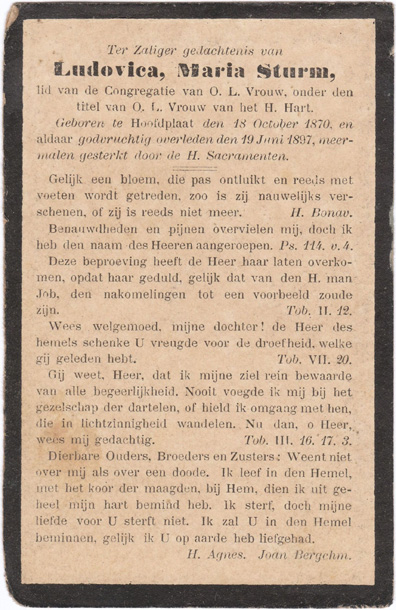 Ter Zaliger gedachtenis van
Ludovica, Maria Sturm,
lid van de Congregatie van O. L. Vrouw, onder den
titel van O. L. Vrouw van het H. Hart.
Geboren te Hoofdplaat den 18 October 1870, en
aldaar godvruchtig overleden den 19 Juni 1897, meer-
malen gesterkt door de H. Sacramenten.
Gelijk een bloem, die pas ontluikt en reeds met
voeten wordt getreden, zoo is zij nauwelijks ver-
schenen, of zij is reeds niet meer. H. Bonav.
Benauwdheden en pijnen overvielen mij, doch ik
heb den naam des Heeren aangeroepen. Ps. 114. v. 4.
Deze beproeving heeft de Heer haar laten overko-
men, opdat haar geduld, gelijk dat van den H. man
Job, den nakomelingen tot een voorbeeld zoude
zijn. Tob. II. 12.
Wees welgemoed, mijne dochter! de Heer des
hemels schenke U vreugde voor de droefheid, welke
gij geleden hebt. Tob. VII. 20.
Gij weet, Heer, dat ik mijne ziel rein bewaarde
van alle begeerlijkheid. Nooit voegde ik mij bij het
gezelschap der dartelen, of hield ik omgang met hen,
die in lichtzinnigheid wandelen. Nu dan, o Heer,
wees mij gedachtig. Tob. III. 16. 17. 3.
Dierbare Ouders, Broeders en Zusters: Weent niet
over mij als over een doode. Ik leef in den Hemel,
met het koor der maagden, bij Hem, dien ik uit ge-
heel mijn hart bemind heb. Ik sterf, doch mijne
liefde voor U sterft niet. Ik zal U in den Hemel
beminnen, gelijk ik U op aarde heb liefgehad.
H. Agnes. Joan Bergchm.